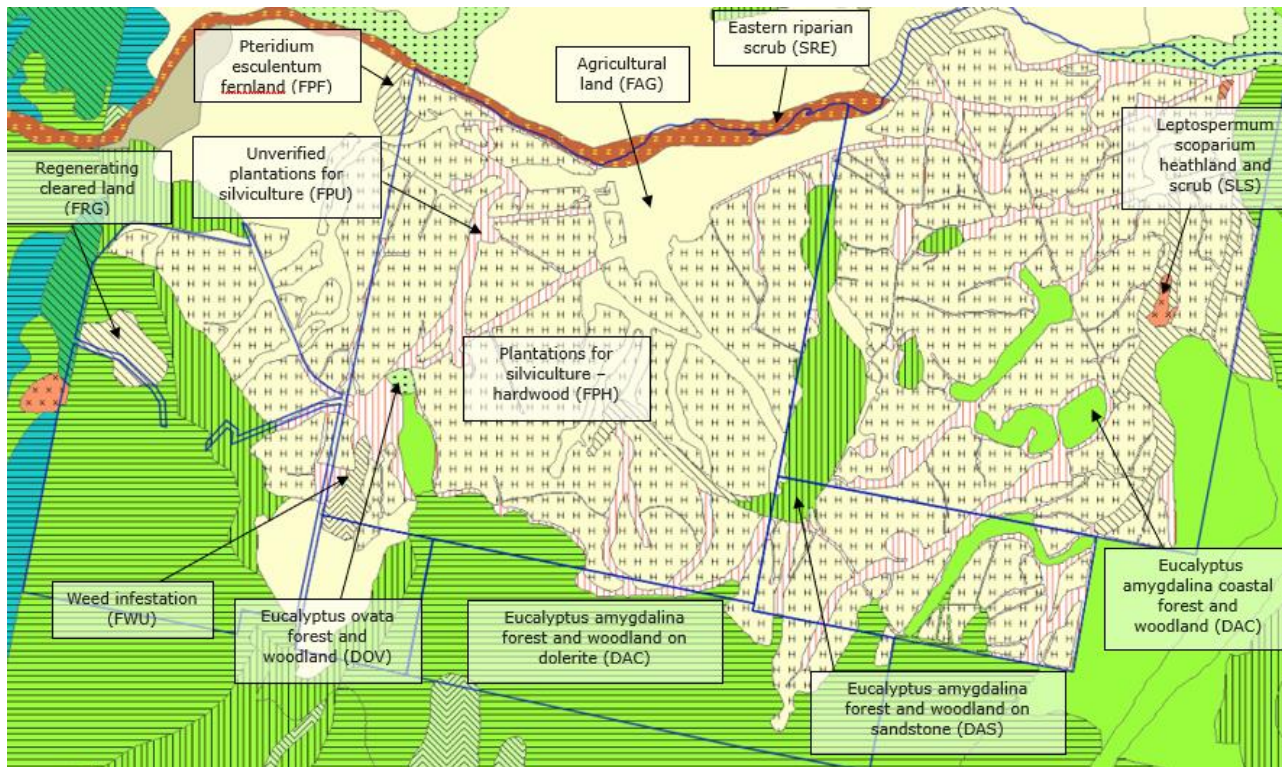 Pteridium
esculentum
fernland (FPF)
Eastern riparian
scrub (SRE)
Agricultural
land (FAG)
Leptospermum
scoparium
heathland and
scrub (SLS)
Unverified
plantations for
silviculture (FPU)
Regenerating
cleared land
(FRG)
Plantations for
silviculture –
hardwood (FPH)
Weed infestation
(FWU)
Eucalyptus ovata
forest and
woodland (DOV)
Eucalyptus amygdalina
forest and woodland on
dolerite (DAC)
Eucalyptus amygdalina
forest and woodland on
sandstone (DAS)
Eucalyptus
amygdalina coastal
forest and
woodland (DAC)